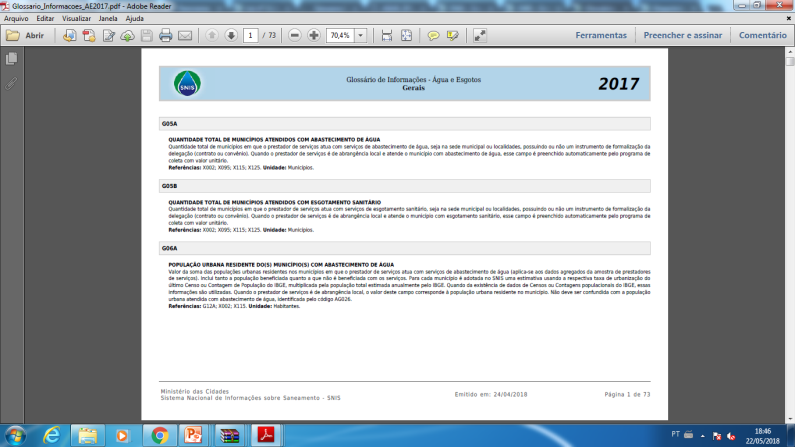 Glossario_Informacoes_AE2017.pdf - Adobe Reader
Arquivo Editar Visualizar Janela Ajuda
Abrir 1 / 73 70,4% Ferramentas Preencher e assinar Comentário
SNIS Glossário de Informações - Água e Esgotos
Gerais
2017
G05A
QUANTIDADE TOTAL DE MUNICÍPIOS ATENDIDOS COM ABASTECIMENTO DE ÁGUA
Quantidade total de municípios em que o prestador de serviços atua com serviços de abastecimento de água, seja na sede municipal ou localidades, possuindo ou não um instrumento de formalização da
delegação (contrato ou convênio). Quando o prestador de serviços é de abrangência local e atende o município com abastecimento de água, esse campo é preenchido automaticamente pelo programa de
coleta com valor unitário.
Referências: X002; X095; X115; X125. Unidade: Municípios.
G05B
QUANTIDADE TOTAL DE MUNICÍPIOS ATENDIDOS COM ESGOTAMENTO SANITÁRIO
Quantidade total de municípios em que o prestador de serviços atua com serviços de esgotamento sanitário, seja na sede municipal ou localidades, possuindo ou não um instrumento de formalização da
delegação (contrato ou convênio). Quando o prestador de serviços é de abrangência local e atende o município com esgotamento sanitário, esse campo é preenchido automaticamente pelo programa de
coleta com valor unitário.
Referências: X002; X095; X115; X125. Unidade: Municípios.
G06A
POPULAÇÃO URBANA RESIDENTE DO(S) MUNICÍPIO(S) COM ABASTECIMENTO DE ÁGUA
Valor da soma das populações urbanas residentes nos municípios em que o prestador de serviços atua com serviços de abastecimento de água (aplica-se aos dados agregados da amostra de prestadores
de serviços). Inclui tanto a população beneficiada quanto a que não é beneficiada com os serviços. Para cada município é adotada no SNIS uma estimativa usando a respectiva taxa de urbanização do
último Censo ou Contagem de População do IBGE, multiplicada pela população total estimada anualmente pelo IBGE. Quando da existência de dados de Censos ou Contagens populacionais do IBGE, essas
informações são utilizadas. Quando o prestador de serviços é de abrangência local, o valor deste campo corresponde à população urbana residente no município. Não deve ser confundida com a população
urbana atendida com abastecimento de água, identificada pelo código AG026.
Referências: G12A; X002; X115. Unidade: Habitantes.
Ministério das Cidades
Sistema Nacional de Informações sobre Saneamento - SNIS
Emitido em: 24/04/2018
Página 1 de 73
PT 18:46
22/05/2018